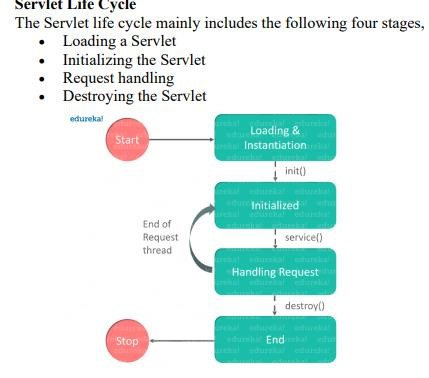 Servlet Life Cycle
The Servlet life cycle mainly includes the following four stages,
• Loading a Servlet
• Initializing the Servlet
• Request handling
• Destroying the Servlet
edureka!
Start
Loading &
Instantiation
init()
Initialized
End of
Request
thread
service()
Handling Request
destroy()
Stop
End